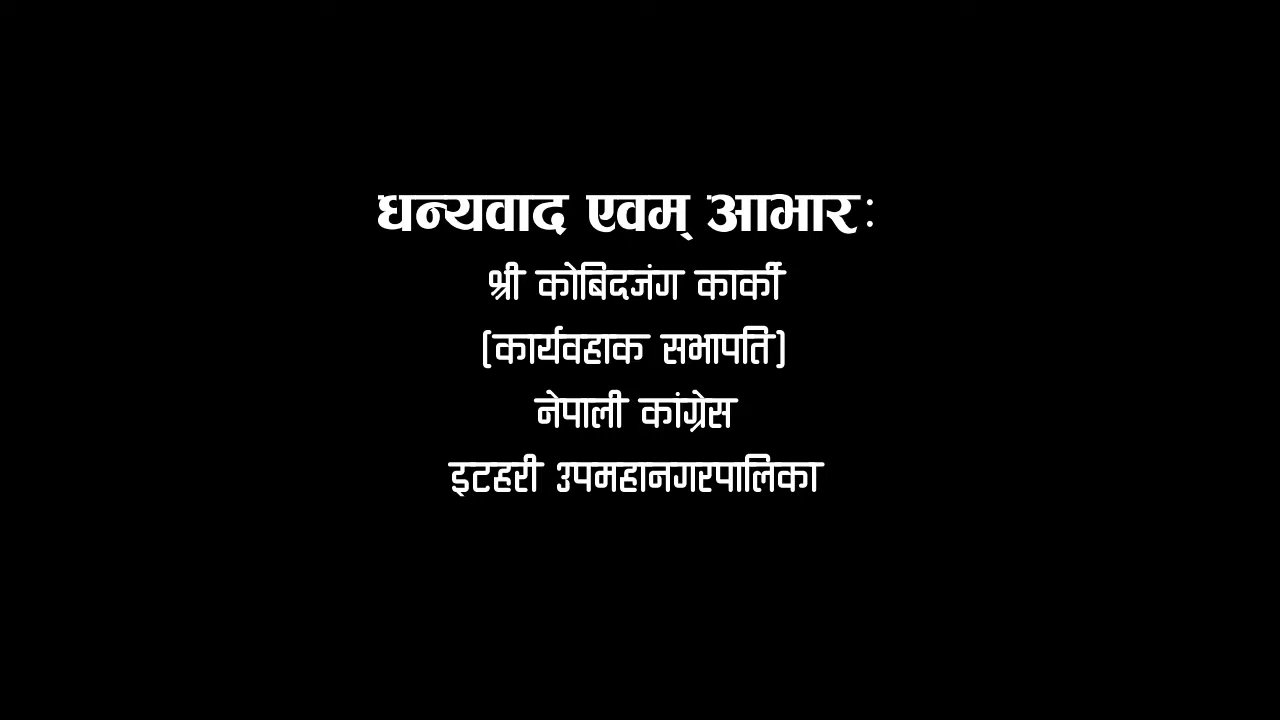 धन्यवाद एवम् आभारः
श्री कोबिदजंग कार्की
(कार्यवहाक सभापति)
नेपाली कांग्रेस
इटहरी उपमहानगरपालिका